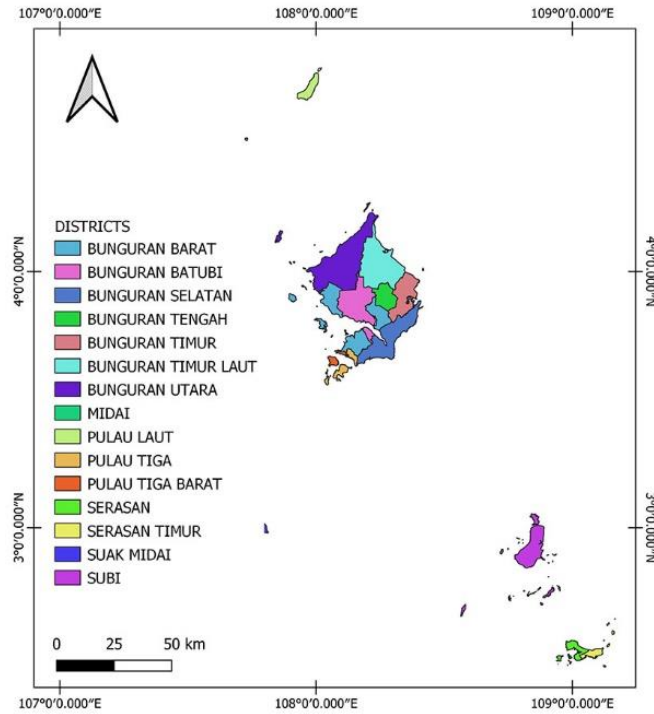 107°0'0.000"E 108°0'0.000"E 109°0'0.000"E
4°0'0.000"N 4°0'0.000"N
DISTRICTS
BUNGURAN BARAT
BUNGURAN BATUBI
BUNGURAN SELATAN
BUNGURAN TENGAH
BUNGURAN TIMUR
BUNGURAN TIMUR LAUT
BUNGURAN UTARA
MIDAI
PULAU LAUT
PULAU TIGA
PULAU TIGA BARAT
SERASAN
SERASAN TIMUR
SUAK MIDAI
SUBI
3°0'0.000"N 3°0'0.000"N
0 25 50 km
107°0'0.000"E 108°0'0.000"E 109°0'0.000"E